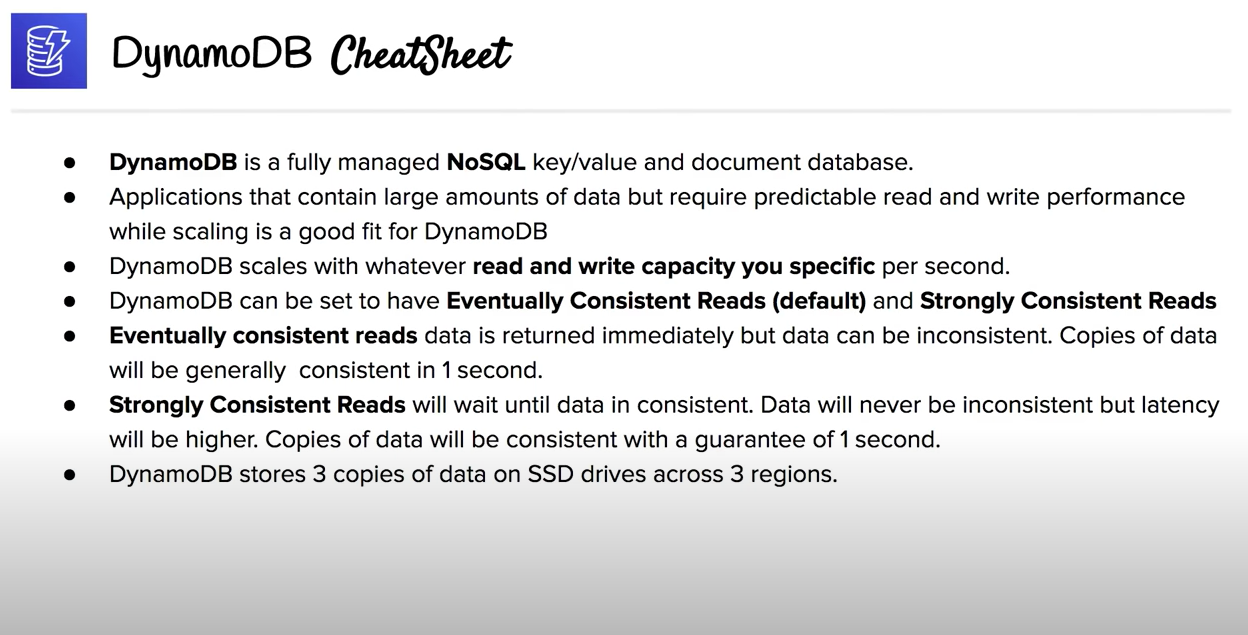 DynamoDB CheatSheet
● DynamoDB is a fully managed NoSQL key/value and document database.
● Applications that contain large amounts of data but require predictable read and write performance
while scaling is a good fit for DynamoDB
● DynamoDB scales with whatever read and write capacity you specific per second.
● DynamoDB can be set to have Eventually Consistent Reads (default) and Strongly Consistent Reads
● Eventually consistent reads data is returned immediately but data can be inconsistent. Copies of data
will be generally  consistent in 1 second.
● Strongly Consistent Reads will wait until data in consistent. Data will never be inconsistent but latency
will be higher. Copies of data will be consistent with a guarantee of 1 second.
● DynamoDB stores 3 copies of data on SSD drives across 3 regions.